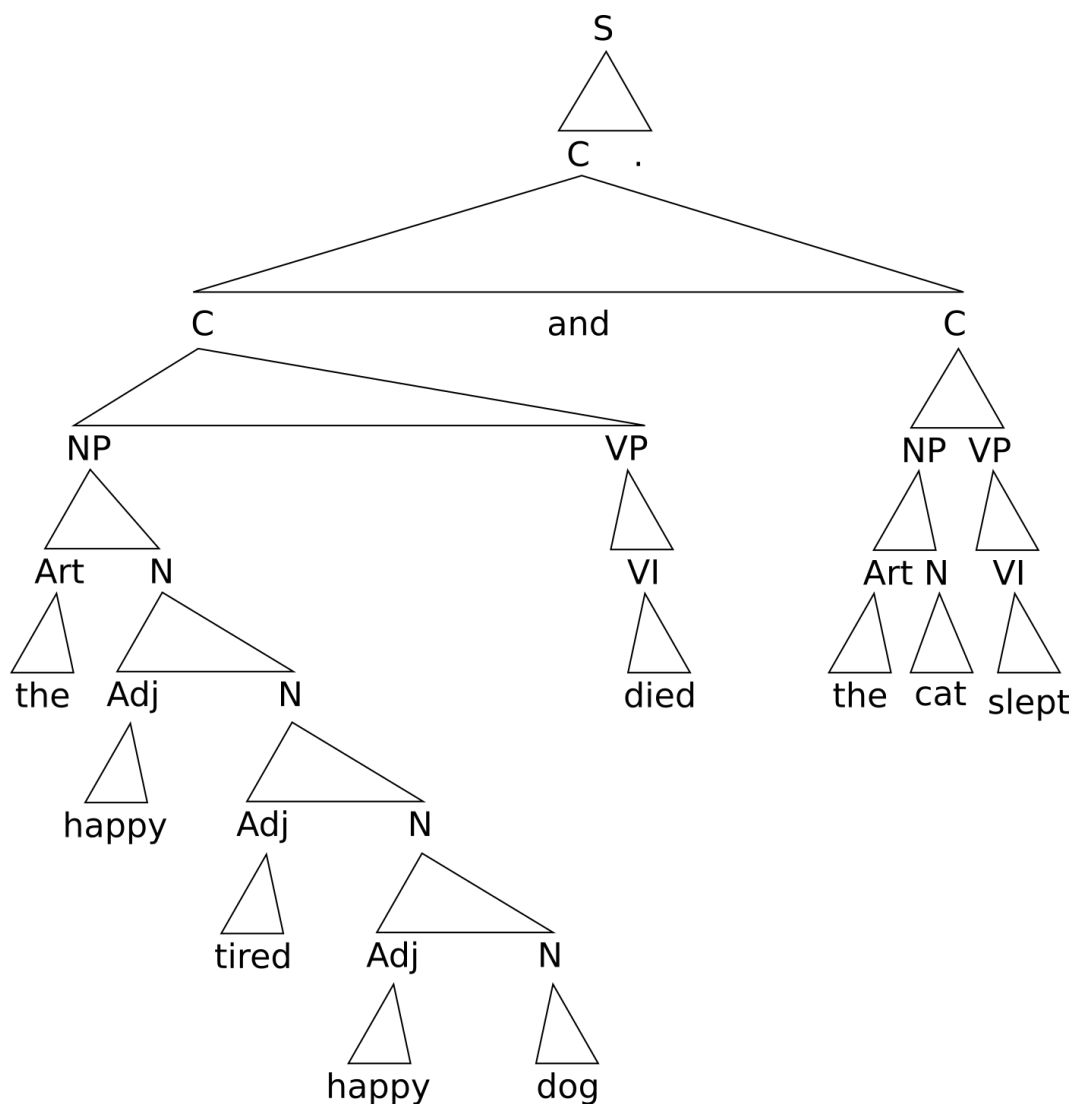 S
C .
C and C
NP VP NP VP
Art N VI Art N VI
the Adj N died the cat slept
happy Adj N
tired Adj N
happy dog